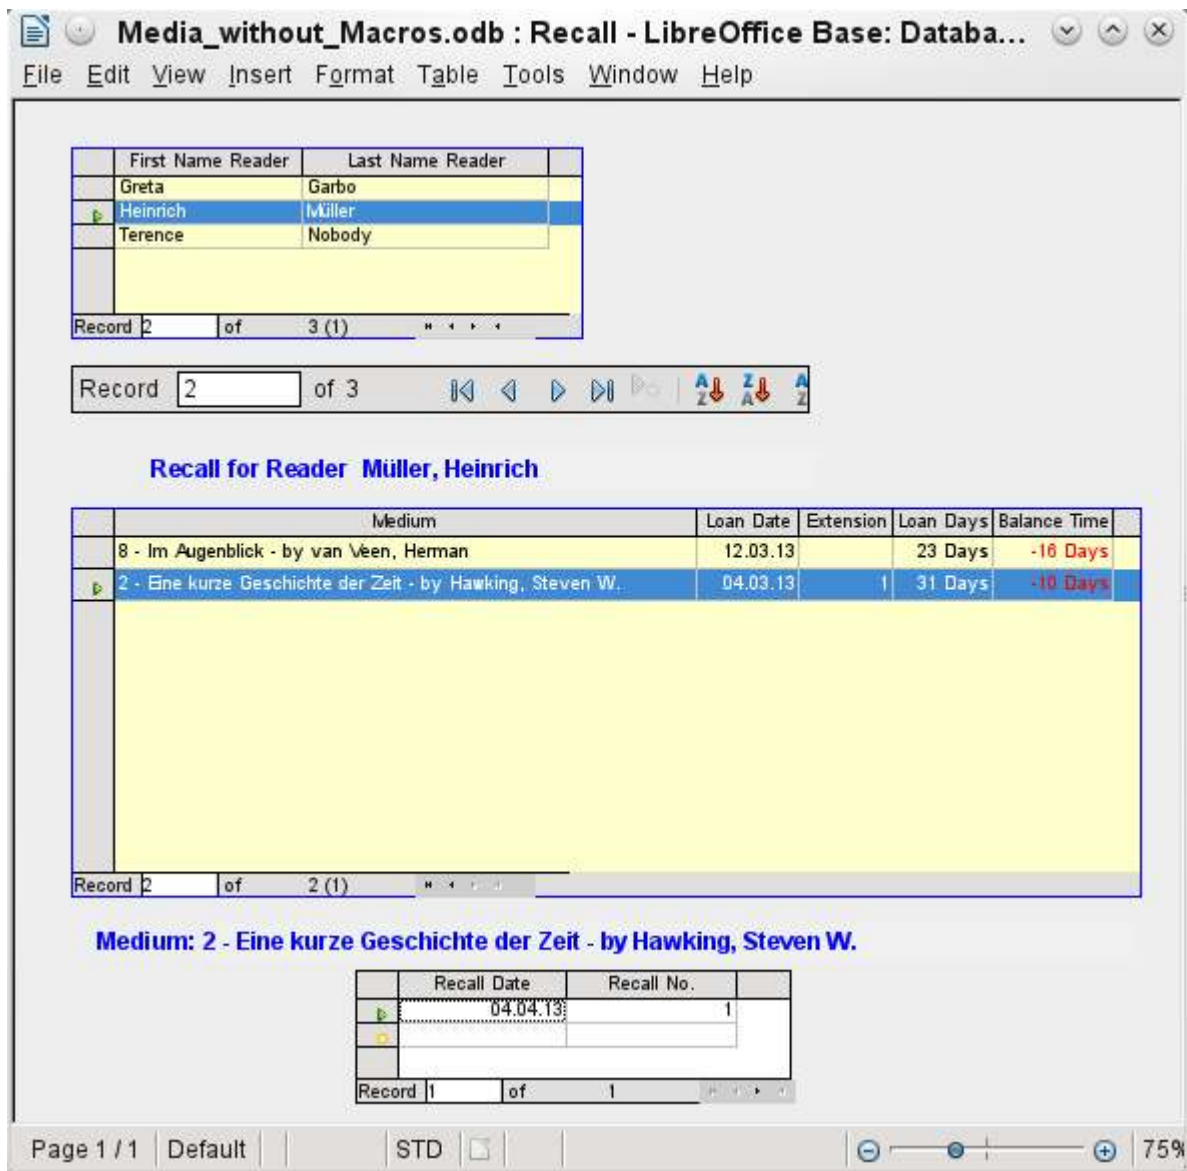 Media_without_Macros.odb : Recall - LibreOffice Base: Databa...
File Edit View Insert Format Table Tools Window Help
First Name Reader Last Name Reader
Greta Garbo
Heinrich Müller
Terence Nobody
Record 2 of 3 (1)
Record 2 of 3
Recall for Reader Müller, Heinrich
Medium Loan Date Extension Loan Days Balance Time
8 - Im Augenblick - by van Veen, Herman 12.03.13 23 Days -16 Days
2 - Eine kurze Geschichte der Zeit - by Hawking, Steven W. 04.03.13 1 31 Days -10 Days
Record 2 of 2 (1)
Medium: 2 - Eine kurze Geschichte der Zeit - by Hawking, Steven W.
Recall Date Recall No.
04.04.13 1
Record 1 of 1
Page 1 / 1 Default STD 75%